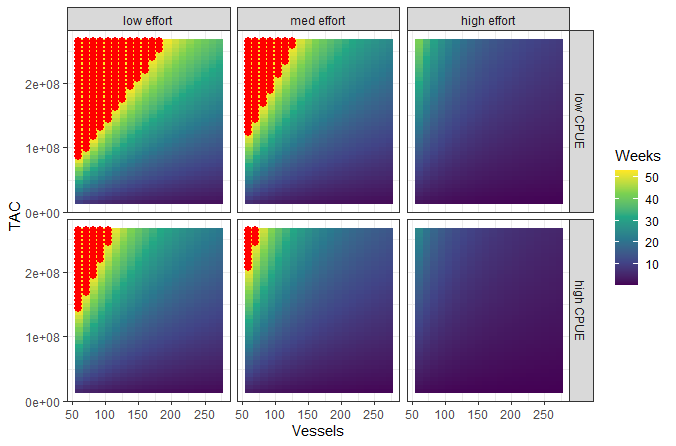 low effort
med effort
high effort
low CPUE
high CPUE
TAC
2e+08
1e+08
0e+00
2e+08
1e+08
0e+00
50 100 150 200 250
50 100 150 200 250
50 100 150 200 250
Vessels
Weeks
50
40
30
20
10